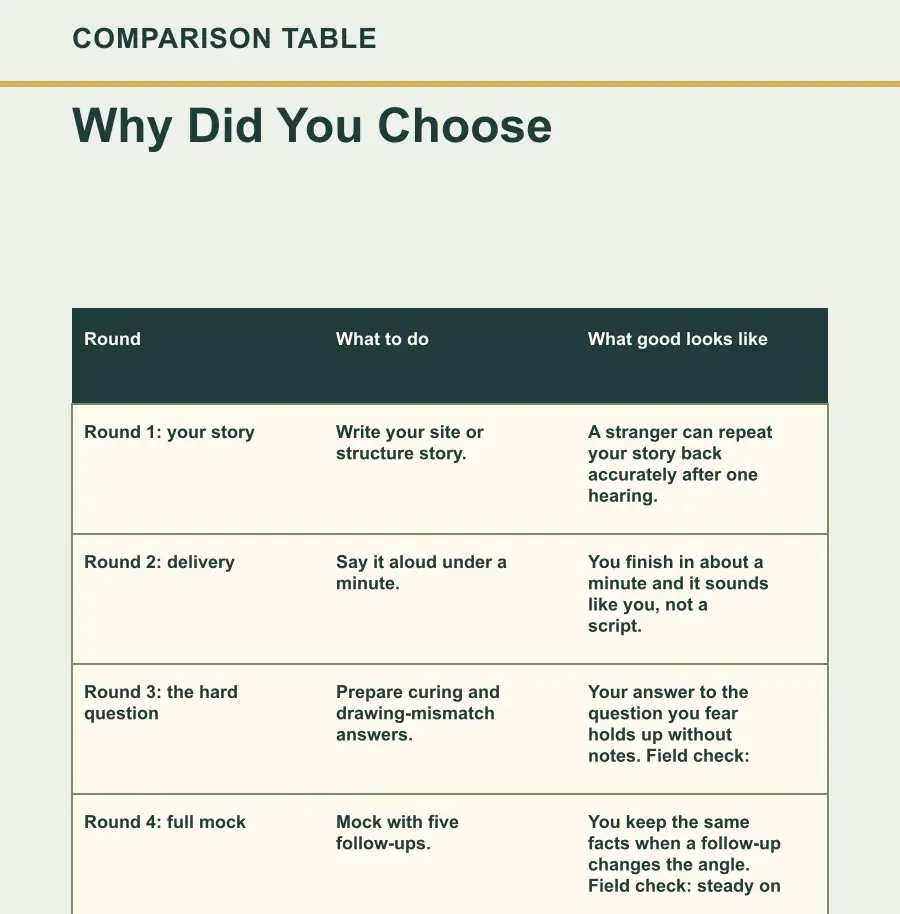 COMPARISON TABLE
Why Did You Choose
Round
What to do
What good looks like
Round 1: your story
Write your site or
structure story.
A stranger can repeat
your story back
accurately after one
hearing.
Round 2: delivery
Say it aloud under a
minute.
You finish in about a
minute and it sounds
like you, not a
script.
Round 3: the hard
question
Prepare curing and
drawing-mismatch
answers.
Your answer to the
question you fear
holds up without
notes. Field check:
Round 4: full mock
Mock with five
follow-ups.
You keep the same
facts when a follow-up
changes the angle.
Field check: steady on